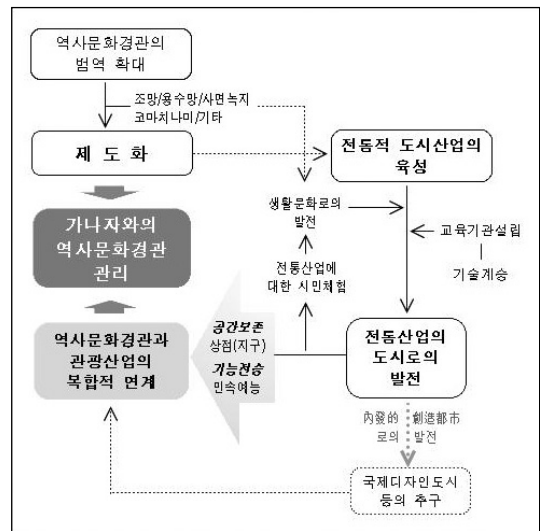 역사문화경관의
범역 확대
조망/용수망/사면녹지
코마치나미/기타
제 도 화
전통적 도시산업의
육성
생활문화로의
발전
가나자와의
역사문화경관
관리
교육기관설립
기술계승
전통산업에
대한 시민체험
공간보존
상점(지구)
기능전승
민속예능
역사문화경관과
관광산업의
복합적 연계
전통산업의
도시로의
발전
內發的 創造都市
로의 발전
국제디자인도시
등의 추구